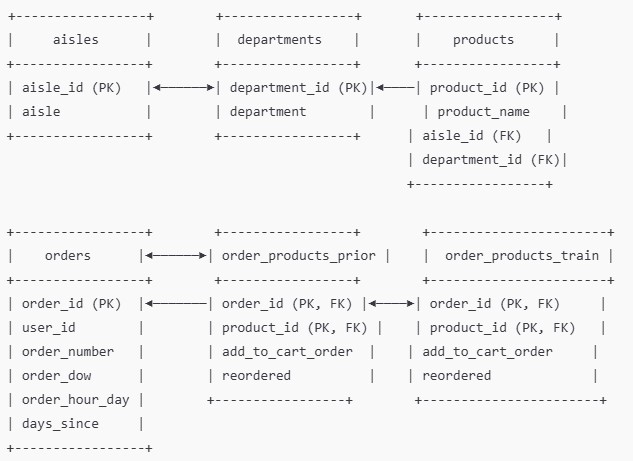 +-----------------+        +-----------------+       +-----------------+
|     aisles      |        |  departments    |       |    products     |
+-----------------+        +-----------------+       +-----------------+
| aisle_id (PK)   |◄──────►| department_id (PK)|◄────| product_id (PK) |
| aisle           |        | department        |      | product_name    |
+-----------------+        +-----------------+      | aisle_id (FK)   |
| department_id (FK)|
+-----------------+
+-----------------+        +-----------------+        +-----------------------+
|    orders       |◄──────►| order_products_prior |    |  order_products_train |
+-----------------+        +-----------------+        +-----------------------+
| order_id (PK)   |◄───────| order_id (PK, FK) |◄────►| order_id (PK, FK)     |
| user_id         |        | product_id (PK, FK) |    | product_id (PK, FK)   |
| order_number    |        | add_to_cart_order  |    | add_to_cart_order     |
| order_dow       |        | reordered          |    | reordered             |
| order_hour_day |        +-----------------+        +-----------------------+
| days_since     |
+-----------------+